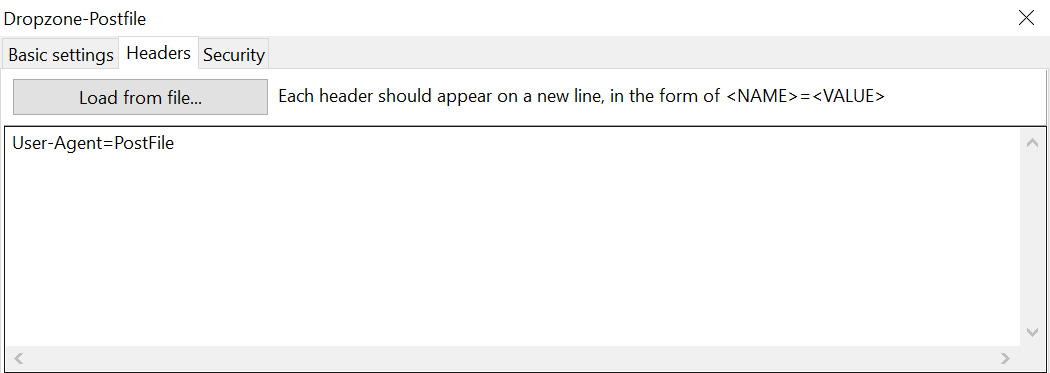 Dropzone-Postfile
Basic settings Headers Security
Load from file... Each header should appear on a new line, in the form of <NAME>=<VALUE>
User-Agent=PostFile